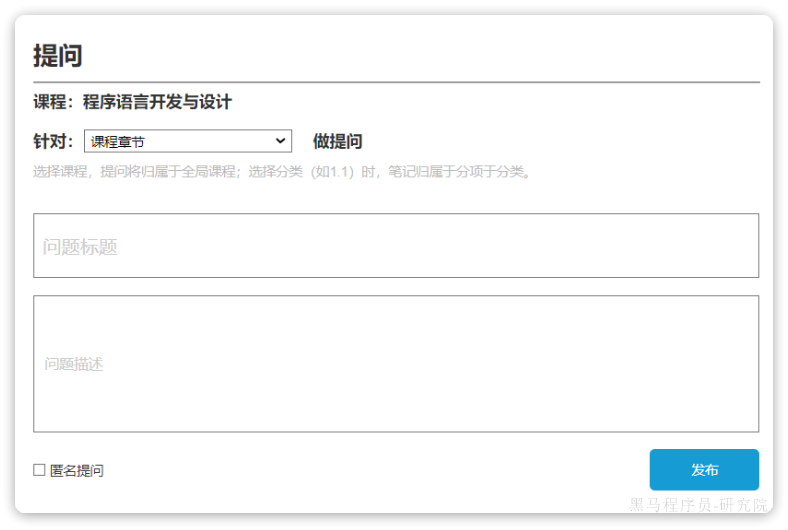 提问
课程：程序语言开发与设计
针对： 课程章节 做提问
选择课程，提问将归属于全局课程；选择分类（如1.1）时，笔记归属于分项于分类。
问题标题
问题描述
匿名提问 发布
黑马程序员-研究院